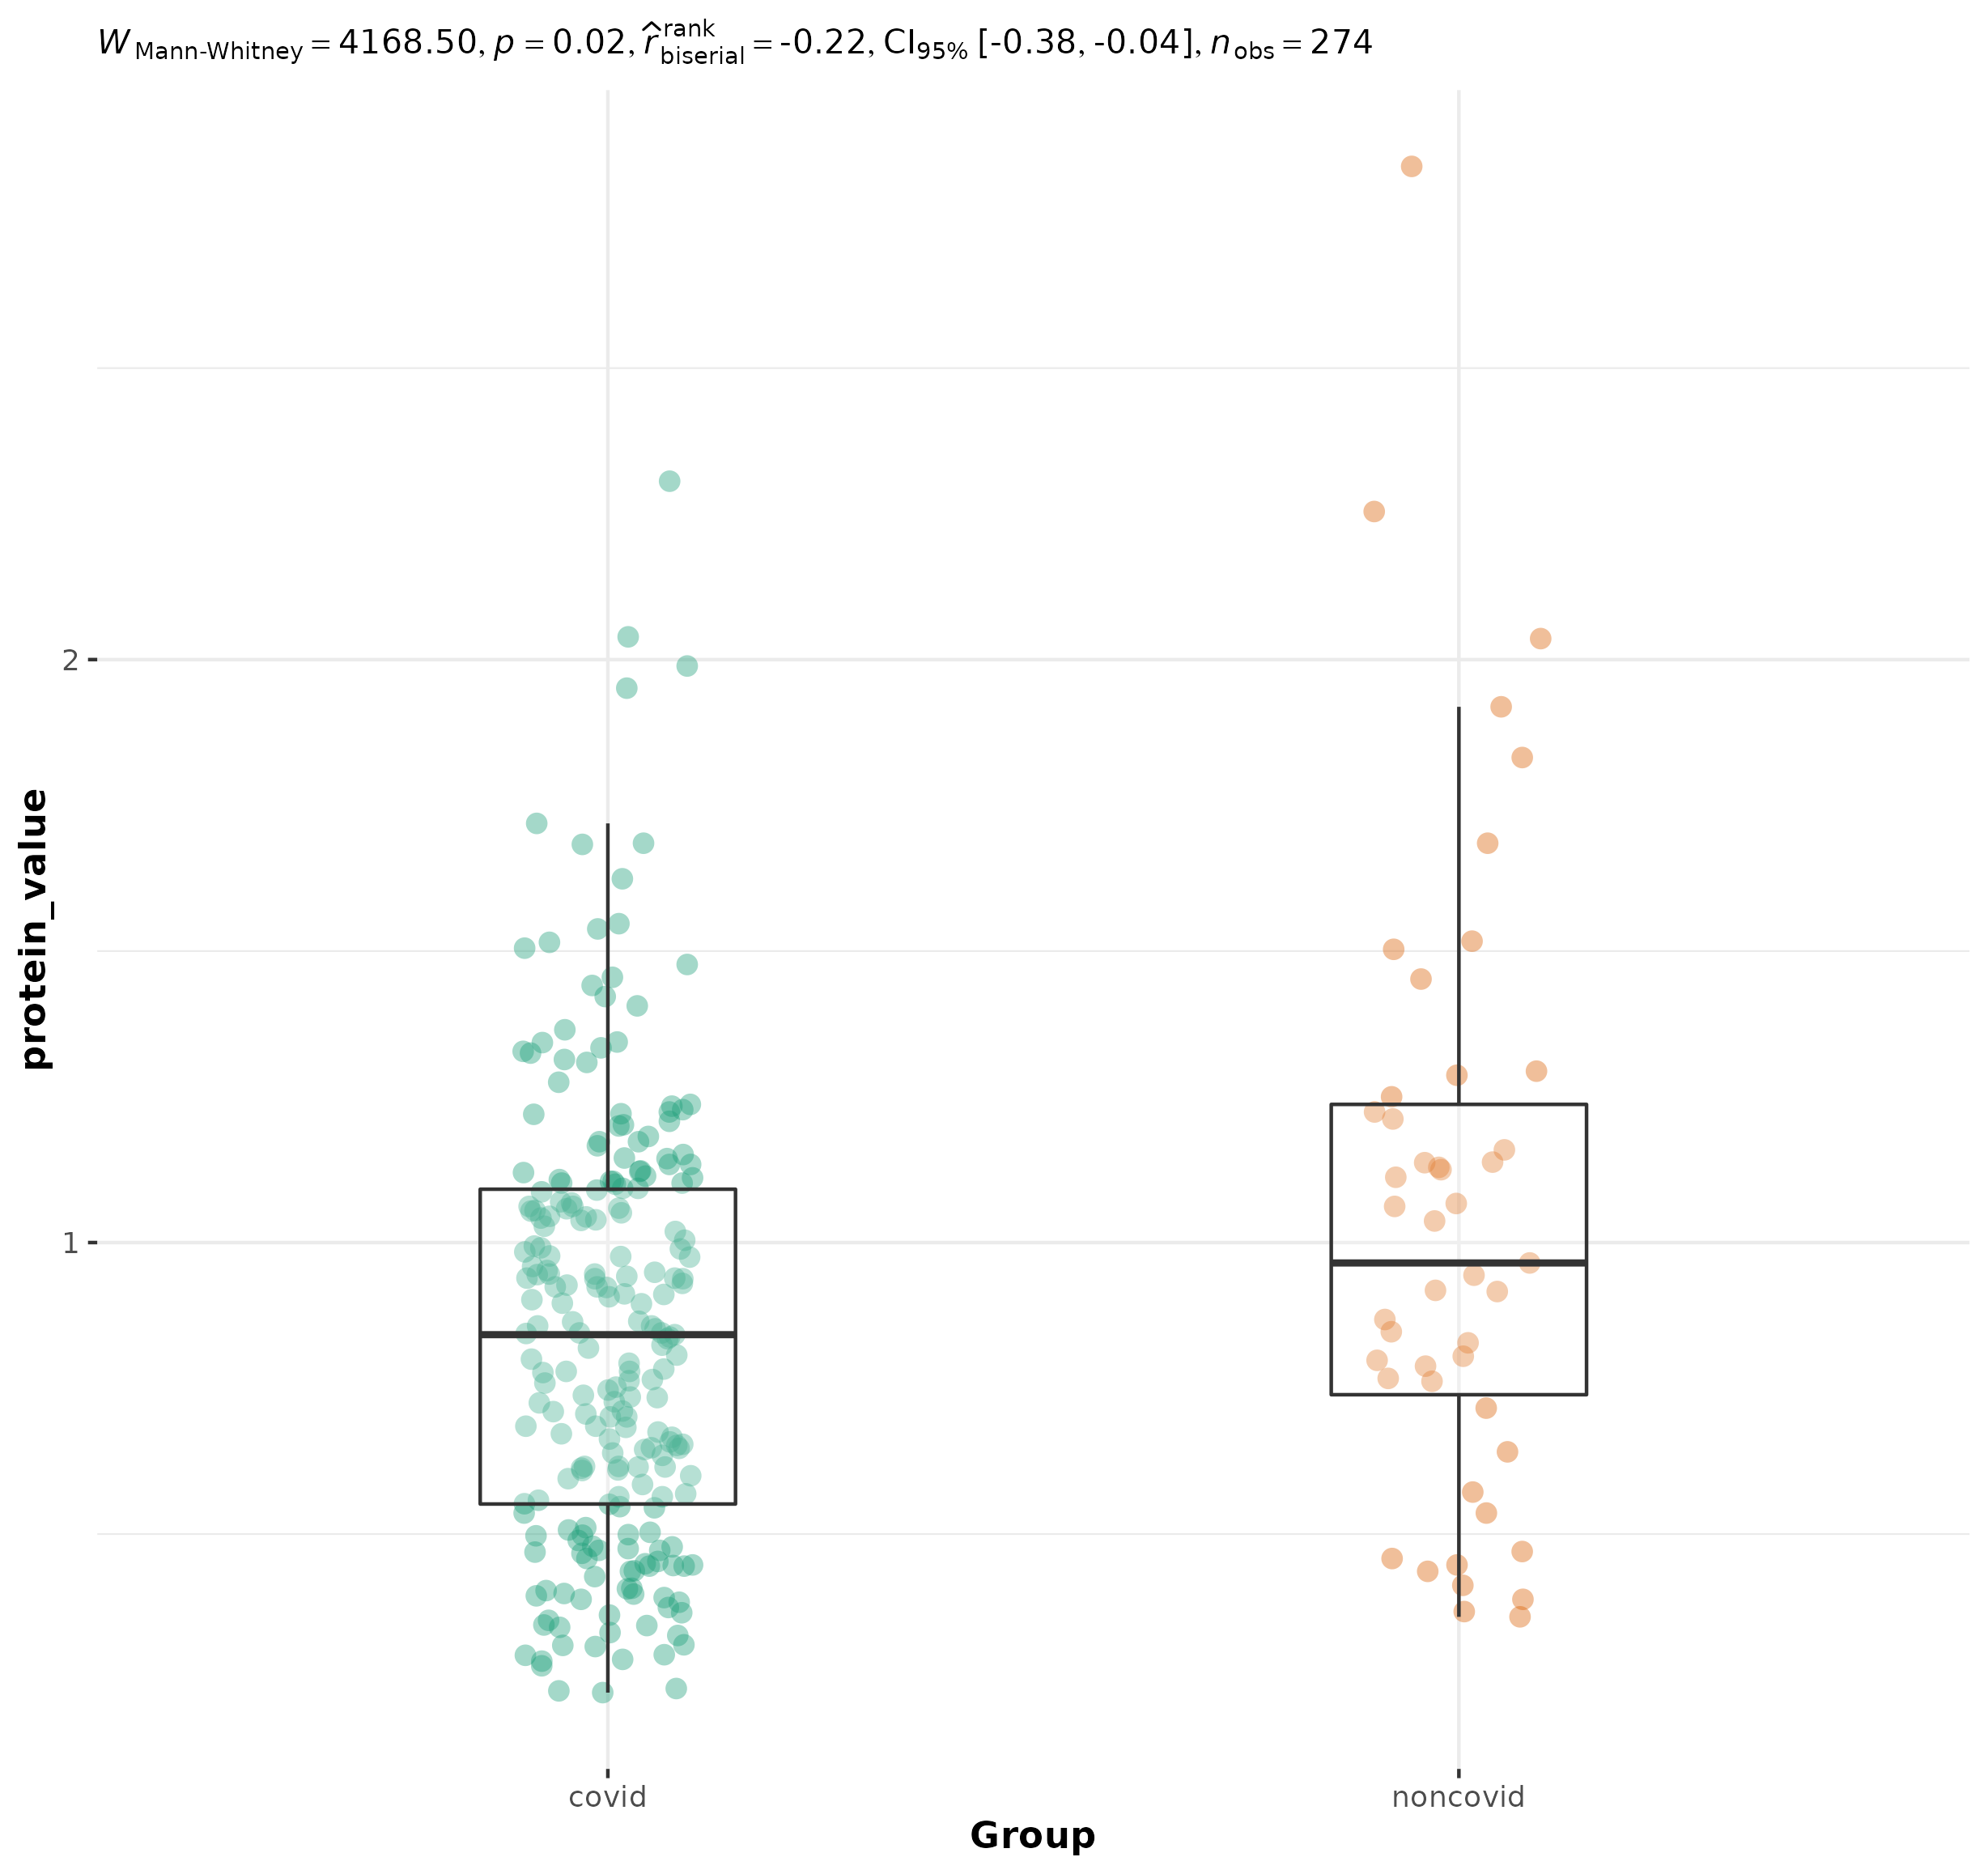 W Mann-Whitney = 4168.50, p = 0.02, r̂ rank biserial = -0.22, CI95% [-0.38, -0.04], nobs = 274
protein_value
2
1
covid noncovid
Group